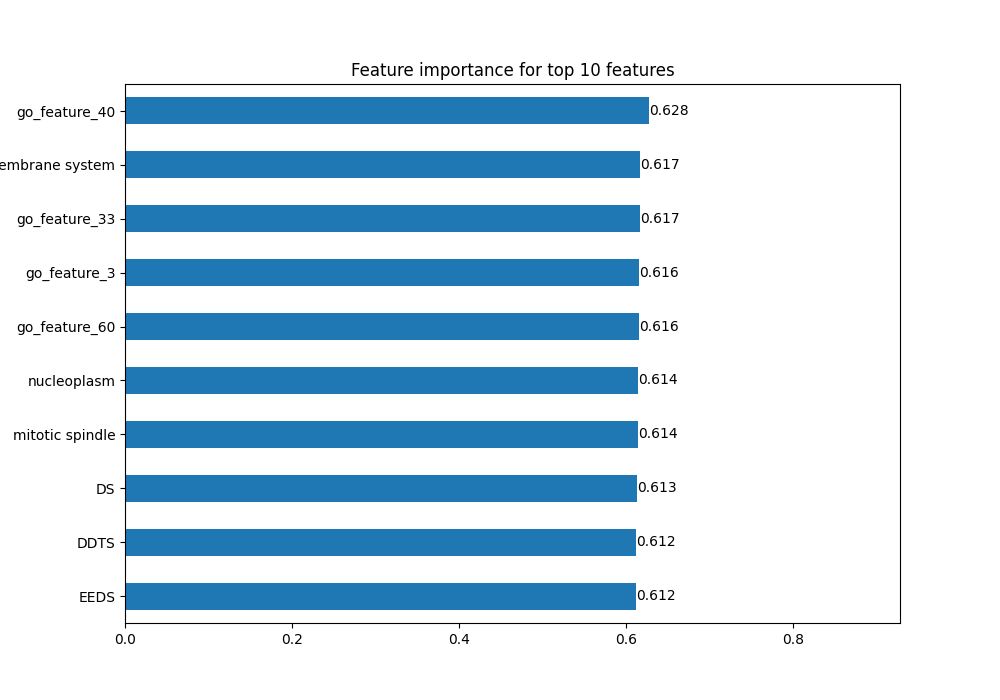 Feature importance for top 10 features
go_feature_40 0.628
embrane system 0.617
go_feature_33 0.617
go_feature_3 0.616
go_feature_60 0.616
nucleoplasm 0.614
mitotic spindle 0.614
DS 0.613
DDTS 0.612
EEDS 0.612
0.0 0.2 0.4 0.6 0.8